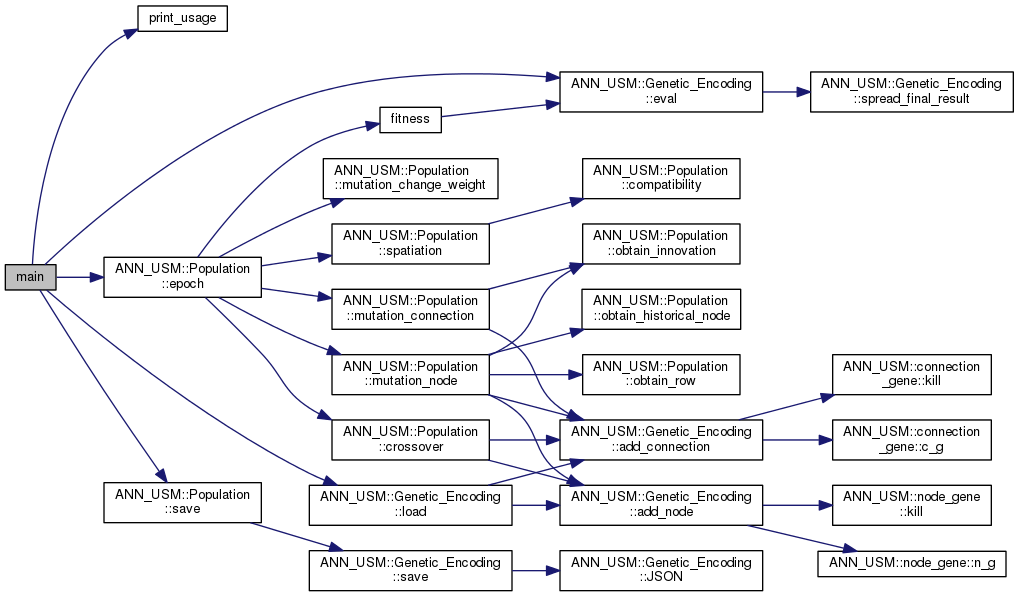 print_usage
ANN_USM::Genetic_Encoding
::eval
ANN_USM::Genetic_Encoding
::spread_final_result
fitness
ANN_USM::Population
::mutation_change_weight
ANN_USM::Population
::compatibility
ANN_USM::Population
::spatiation
ANN_USM::Population
::obtain_innovation
main
ANN_USM::Population
::epoch
ANN_USM::Population
::mutation_connection
ANN_USM::Population
::obtain_historical_node
ANN_USM::Population
::mutation_node
ANN_USM::Population
::obtain_row
ANN_USM::connection
_gene::kill
ANN_USM::Population
::crossover
ANN_USM::Genetic_Encoding
::add_connection
ANN_USM::connection
_gene::c_g
ANN_USM::Population
::save
ANN_USM::Genetic_Encoding
::load
ANN_USM::Genetic_Encoding
::add_node
ANN_USM::node_gene
::kill
ANN_USM::node_gene::n_g
ANN_USM::Genetic_Encoding
::save
ANN_USM::Genetic_Encoding
::JSON